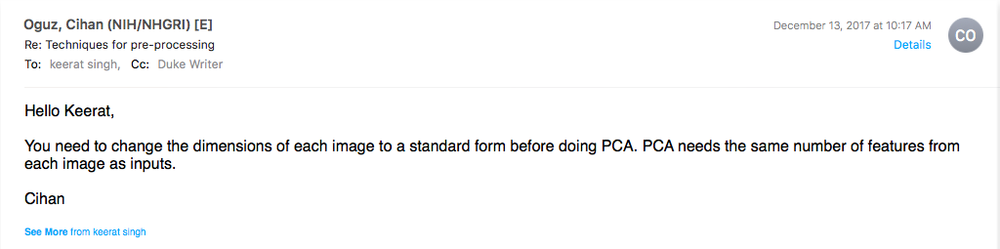 Oguz, Cihan (NIH/NHGRI) [E]
December 13, 2017 at 10:17 AM
CO
Re: Techniques for pre-processing
Details
To: keerat singh, Cc: Duke Writer
Hello Keerat,
You need to change the dimensions of each image to a standard form before doing PCA. PCA needs the same number of features from
each image as inputs.
Cihan
See More from keerat singh